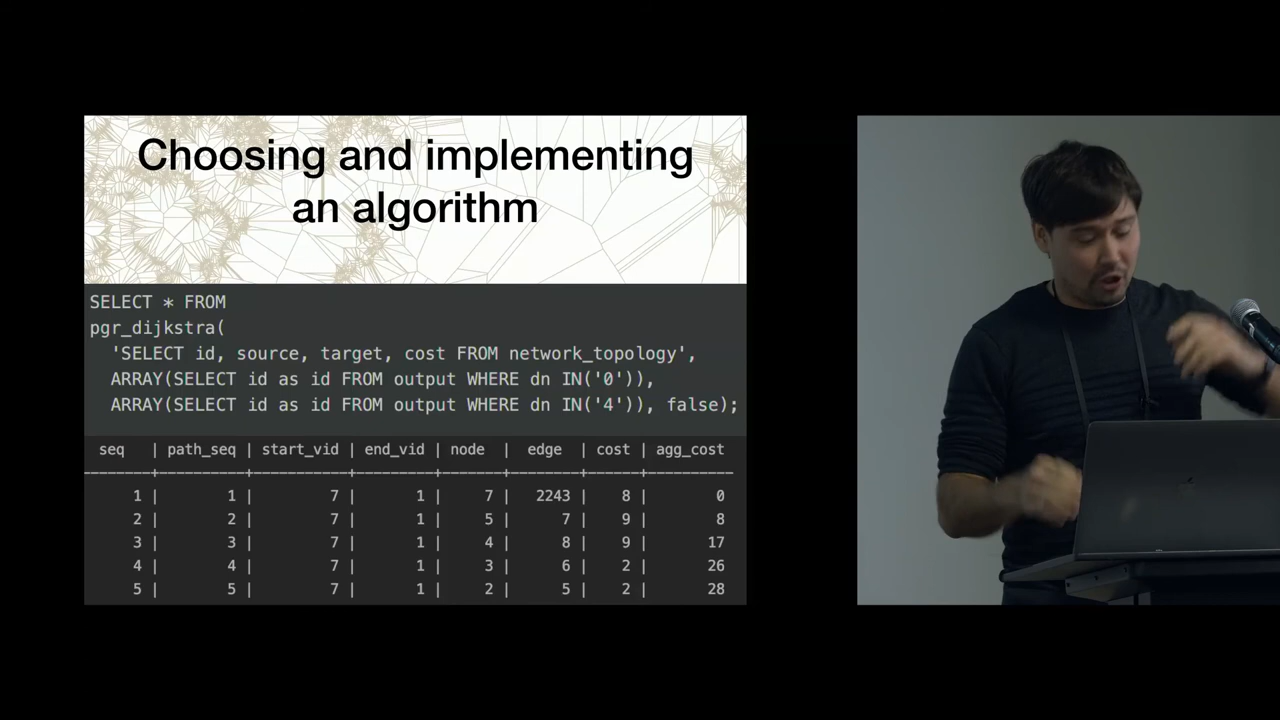 Choosing and implementing
an algorithm
SELECT * FROM
pgr_dijkstra(
'SELECT id, source, target, cost FROM network_topology',
ARRAY(SELECT id as id FROM output WHERE dn IN('0')),
ARRAY(SELECT id as id FROM output WHERE dn IN('4')), false);
seq | path_seq | start_vid | end_vid | node | edge | cost | agg_cost
1 | 1 | 7 | 1 | 7 | 2243 | 8 | 0
2 | 2 | 7 | 1 | 5 | 7 | 9 | 8
3 | 3 | 7 | 1 | 4 | 8 | 9 | 17
4 | 4 | 7 | 1 | 3 | 6 | 2 | 26
5 | 5 | 7 | 1 | 2 | 5 | 2 | 28